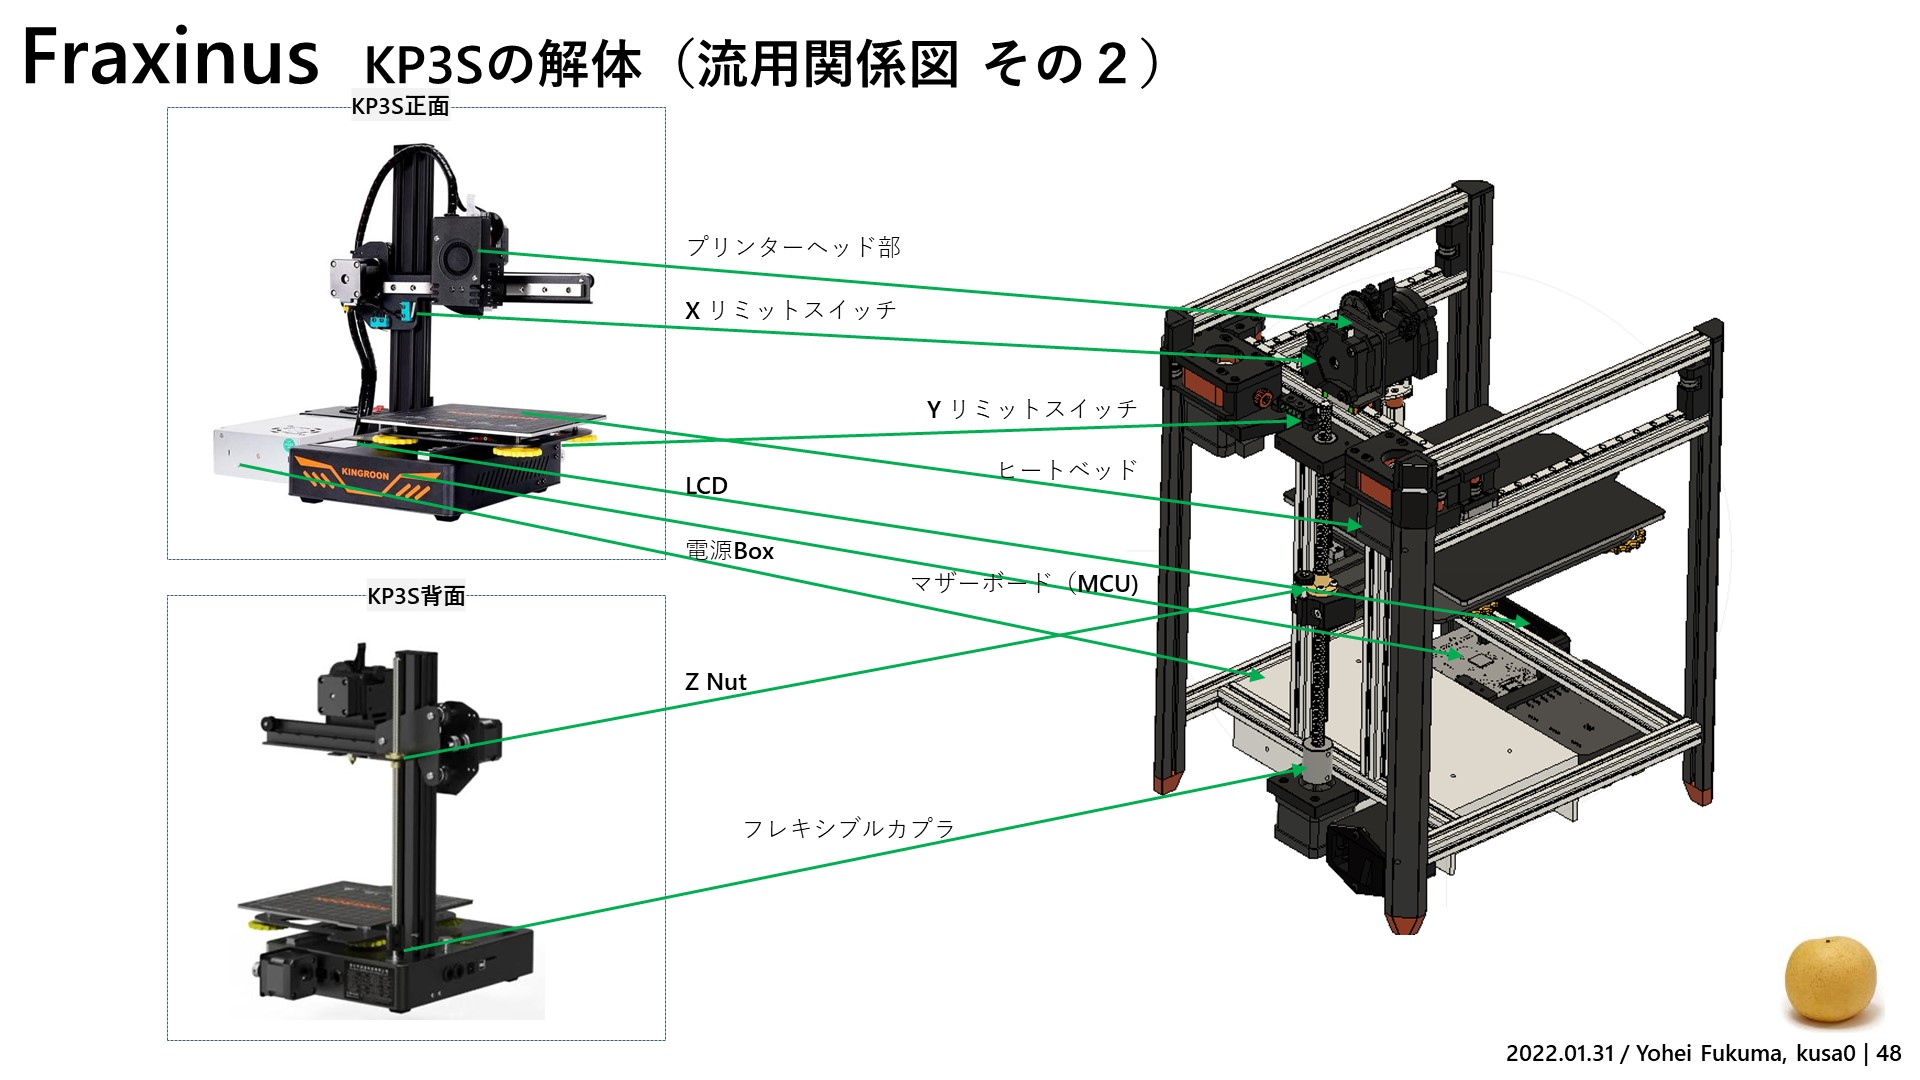 Fraxinus KP3Sの解体（流用関係図 その２）
KP3S正面
プリンターヘッド部
X リミットスイッチ
Y リミットスイッチ
ヒートベッド
KINGROON
LCD
電源Box
マザーボード（MCU)
KP3S背面
Z Nut
フレキシブルカプラ
2022.01.31 / Yohei Fukuma, kusa0 | 48